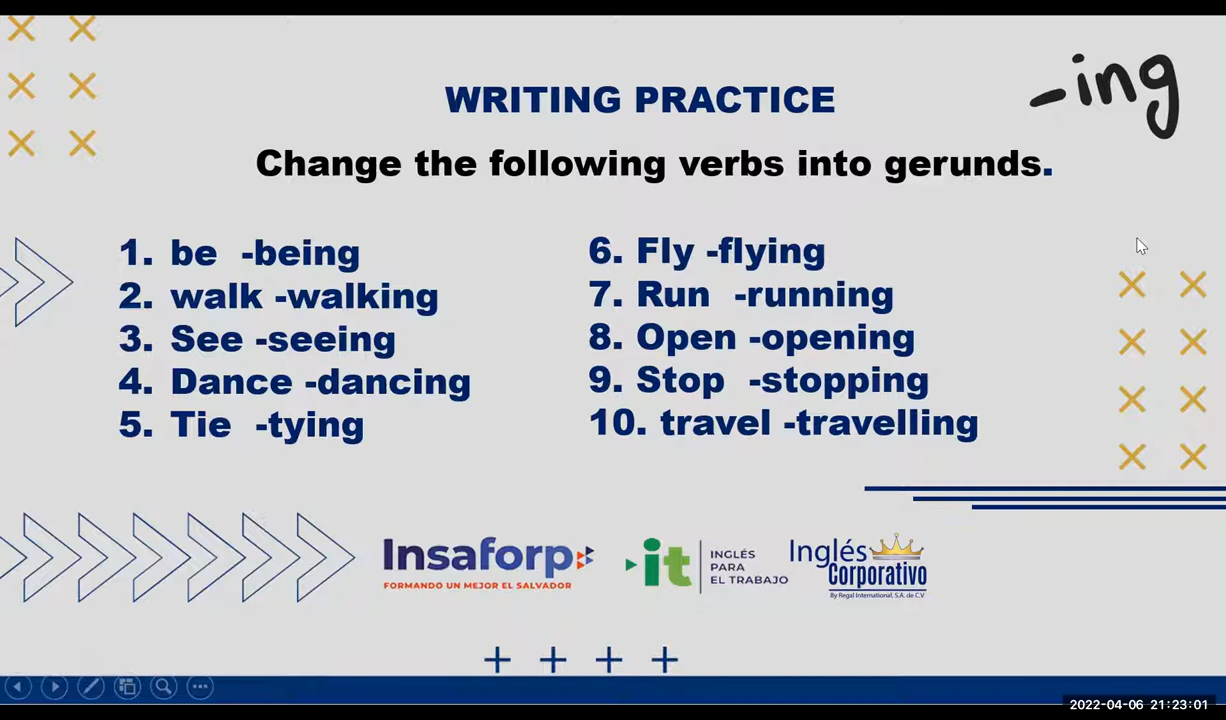 -ing
WRITING PRACTICE
Change the following verbs into gerunds.
1. be -being
2. walk -walking
3. See -seeing
4. Dance -dancing
5. Tie -tying
6. Fly -flying
7. Run -running
8. Open -opening
9. Stop -stopping
10. travel -travelling
Insaforp
FORMANDO UN MEJOR EL SALVADOR
it
INGLÉS
PARA
EL TRABAJO
Inglés
Corporativo
By Regal International, S.A. de C.V.
2022-04-06 21:23:01